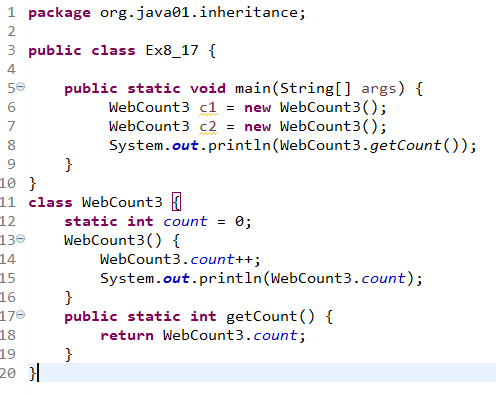 1 package org.java01.inheritance;
2
3 public class Ex8_17 {
4
5 public static void main(String[] args) {
6 WebCount3 c1 = new WebCount3();
7 WebCount3 c2 = new WebCount3();
8 System.out.println(WebCount3.getCount());
9 }
10 }
11 class WebCount3 {
12 static int count = 0;
13 WebCount3() {
14 WebCount3.count++;
15 System.out.println(WebCount3.count);
16 }
17 public static int getCount() {
18 return WebCount3.count;
19 }
20 }